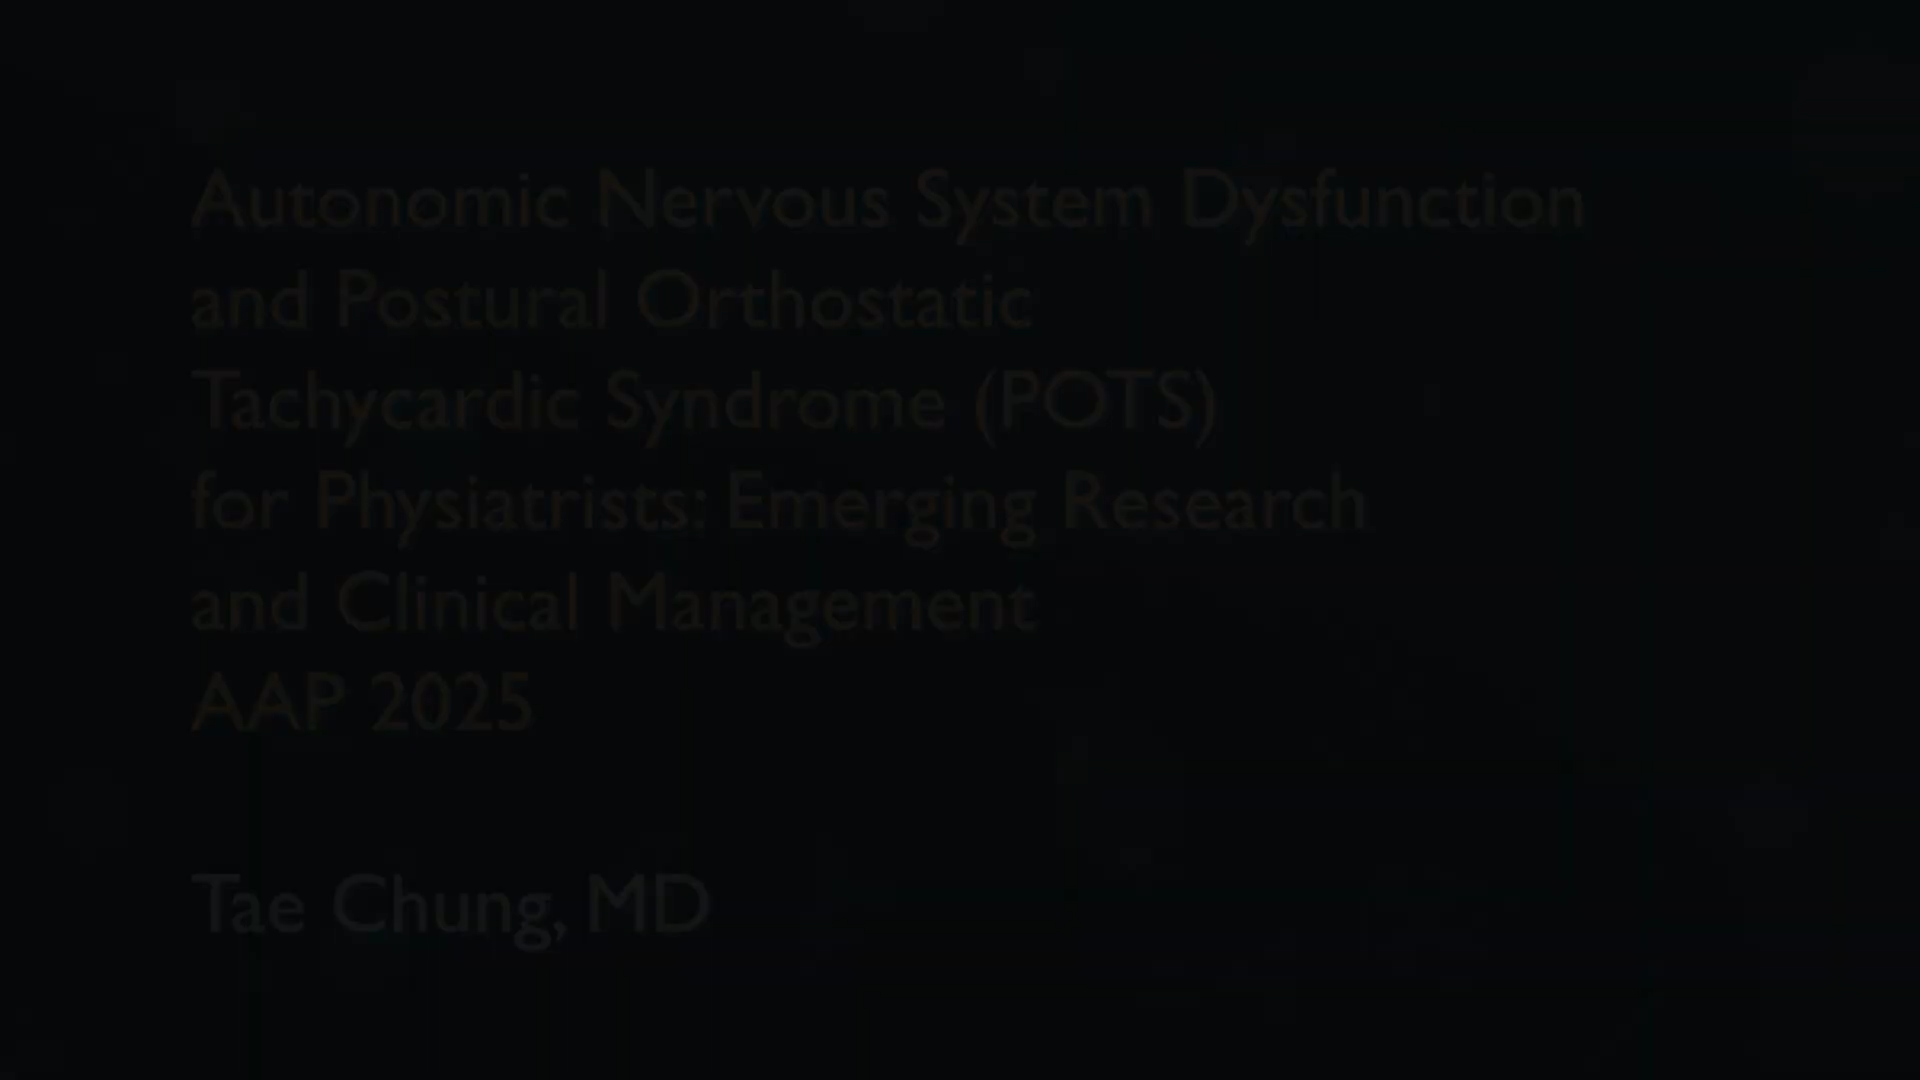 Autonomic Nervous System Dysfunction
and Postural Orthostatic
Tachycardic Syndrome (POTS)
for Physiatrists: Emerging Research
and Clinical Management
AAP 2025
Tae Chung, MD